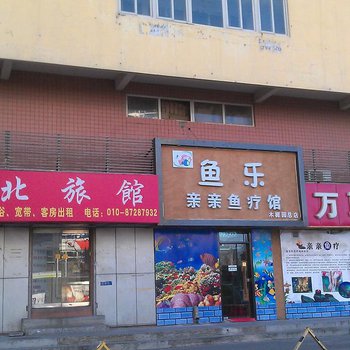 北旅館
浴、宽带、客房出租 电话：010-87287932
鱼乐
亲亲鱼疗馆
木樨园总店
万
亲亲鱼疗